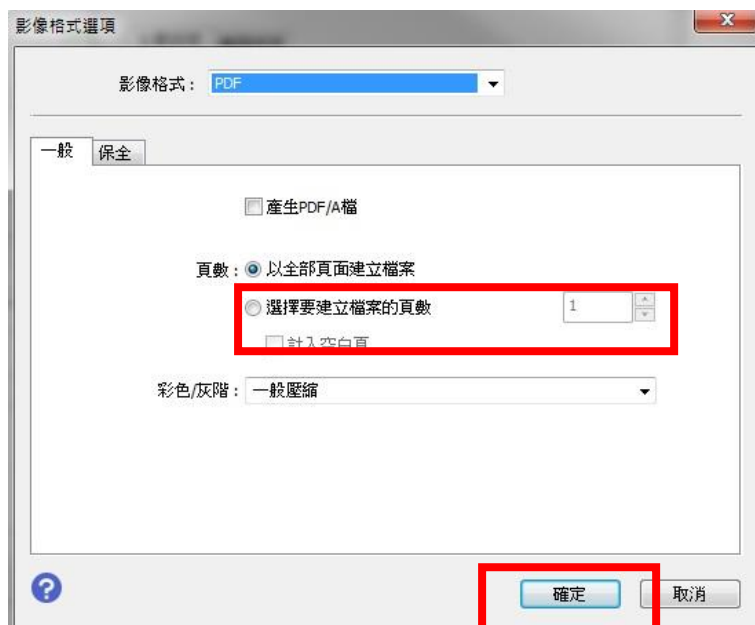 影像格式選項
影像格式： PDF
一般 保全
產生PDF/A檔
頁數： 以全部頁面建立檔案
選擇要建立檔案的頁數 1
計入空白頁
彩色/灰階： 一般壓縮
? 確定 取消